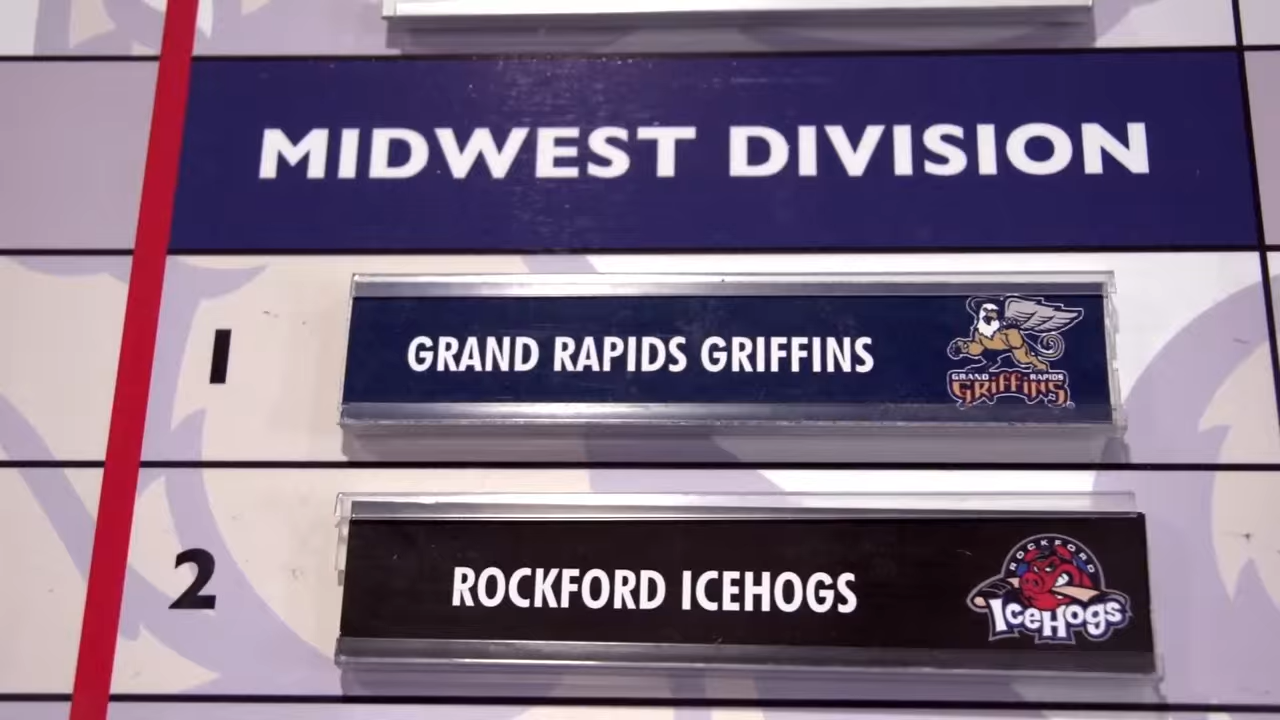 MIDWEST DIVISION
1
GRAND RAPIDS GRIFFINS
GRAND RAPIDS
GRIFFINS
2
ROCKFORD ICEHOGS
ROCKFORD
ICEHOGS